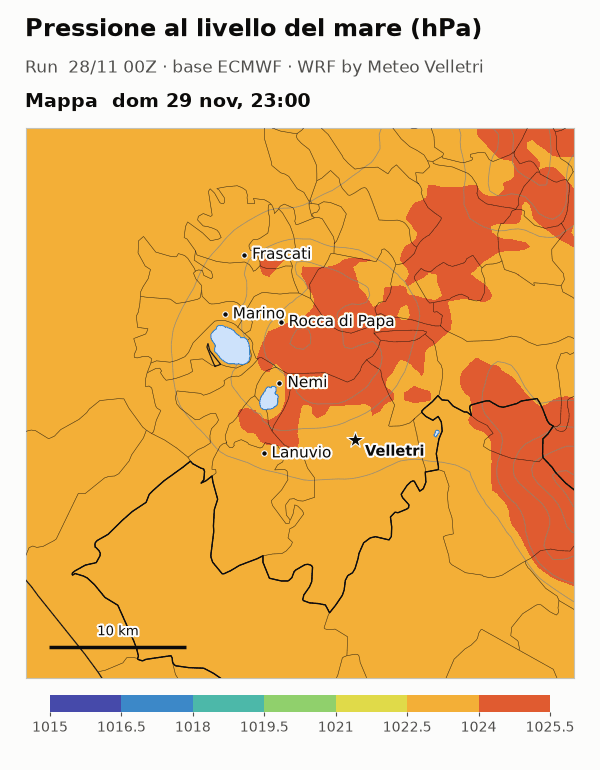 Pressione al livello del mare (hPa)
Run  28/11 00Z · base ECMWF · WRF by Meteo Velletri
Mappa  dom 29 nov, 23:00
Frascati
Marino
Rocca di Papa
Nemi
Velletri
Lanuvio
10 km
1015 1016.5 1018 1019.5 1021 1022.5 1024 1025.5